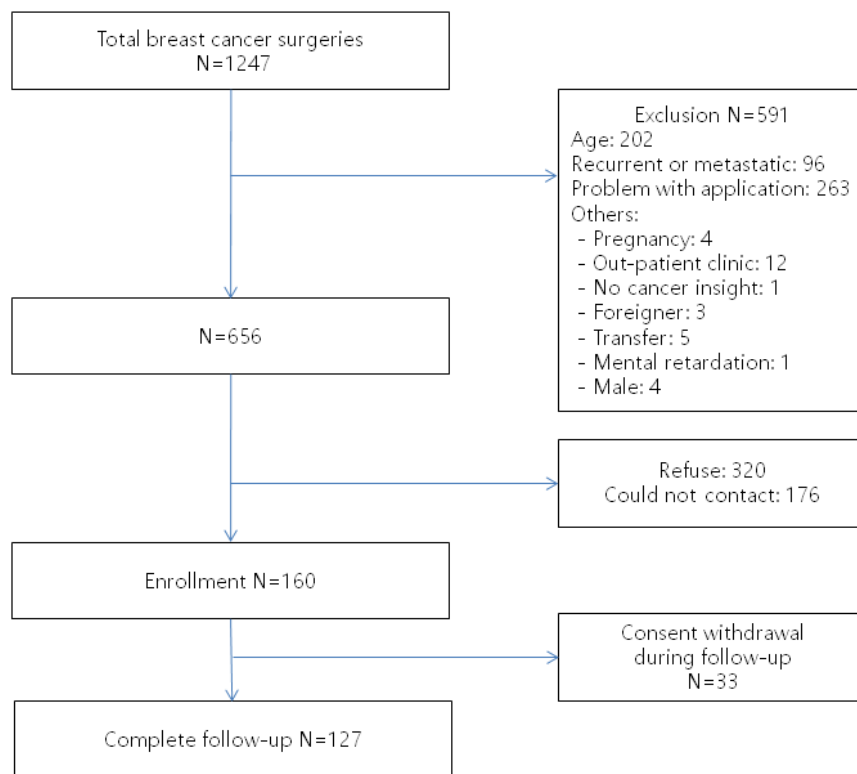 Total breast cancer surgeries
N=1247
Exclusion N=591
Age: 202
Recurrent or metastatic: 96
Problem with application: 263
Others:
- Pregnancy: 4
- Out-patient clinic: 12
- No cancer insight: 1
- Foreigner: 3
- Transfer: 5
- Mental retardation: 1
- Male: 4
N=656
Refuse: 320
Could not contact: 176
Enrollment N=160
Consent withdrawal
during follow-up
N=33
Complete follow-up N=127